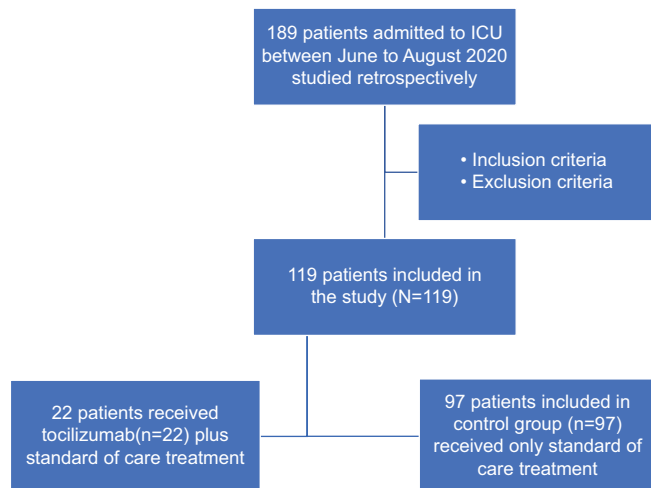 189 patients admitted to ICU
between June to August 2020
studied retrospectively
• Inclusion criteria
• Exclusion criteria
119 patients included in
the study (N=119)
22 patients received
tocilizumab(n=22) plus
standard of care treatment
97 patients included in
control group (n=97)
received only standard of
care treatment